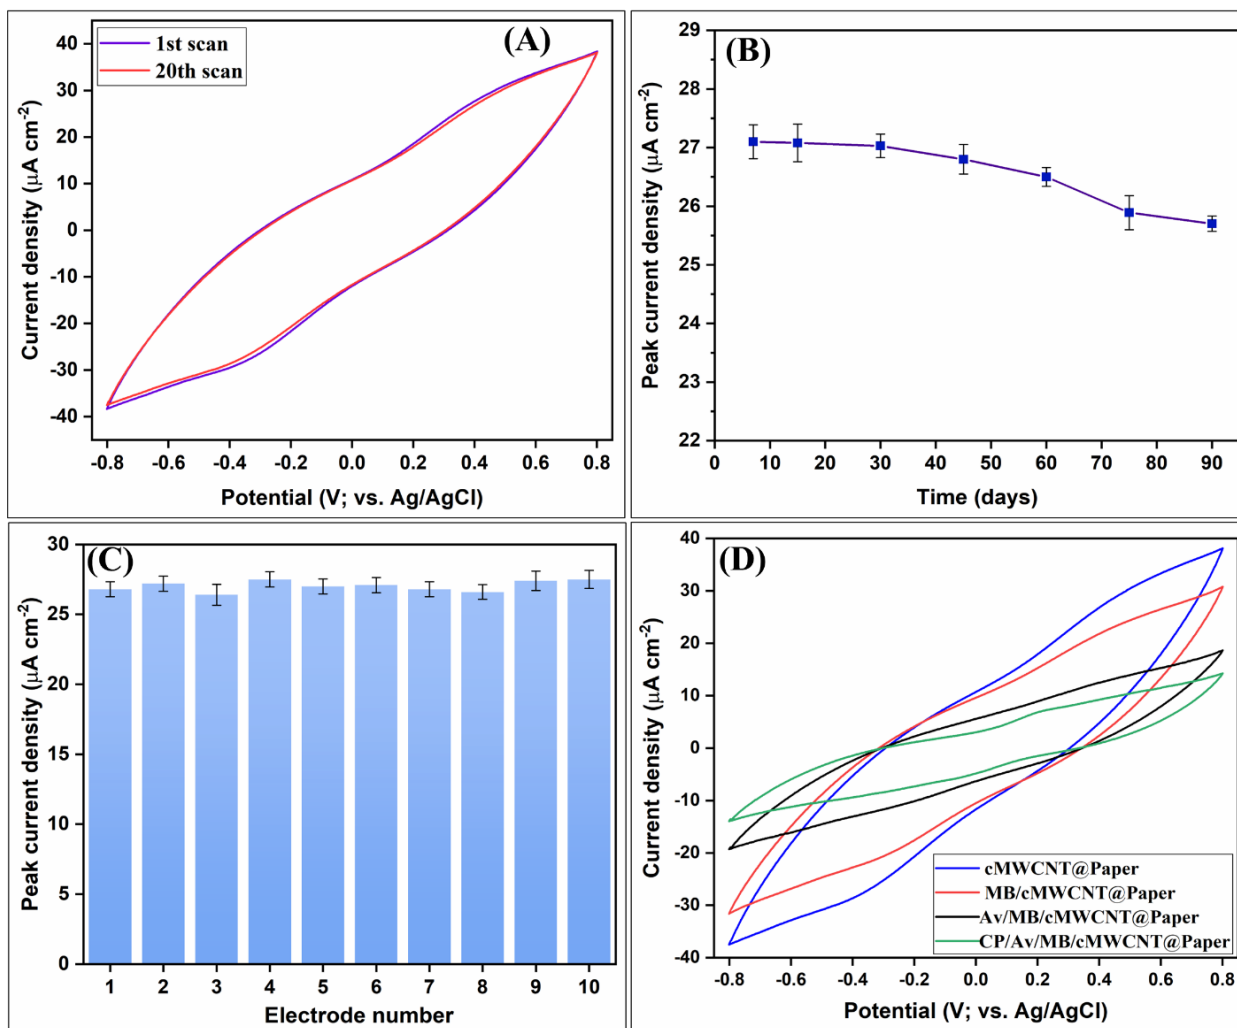 (A)
1st scan
20th scan
Current density (μA cm⁻²)
40
30
20
10
0
-10
-20
-30
-40
-0.8 -0.6 -0.4 -0.2 0.0 0.2 0.4 0.6 0.8
Potential (V; vs. Ag/AgCl)
(B)
Peak current density (μA cm⁻²)
29
28
27
26
25
24
23
22
0 10 20 30 40 50 60 70 80 90
Time (days)
(C)
Peak current density (μA cm⁻²)
30
25
20
15
10
5
0
1 2 3 4 5 6 7 8 9 10
Electrode number
(D)
Current density (μA cm⁻²)
40
30
20
10
0
-10
-20
-30
-40
cMWCNT@Paper
MB/cMWCNT@Paper
Av/MB/cMWCNT@Paper
CP/Av/MB/cMWCNT@Paper
-0.8 -0.6 -0.4 -0.2 0.0 0.2 0.4 0.6 0.8
Potential (V; vs. Ag/AgCl)